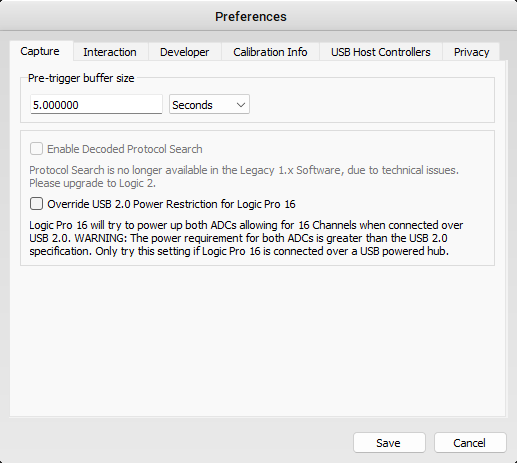 Preferences
Capture Interaction Developer Calibration Info USB Host Controllers Privacy
Pre-trigger buffer size
5.000000 Seconds
Enable Decoded Protocol Search
Protocol Search is no longer available in the Legacy 1.x Software, due to technical issues.
Please upgrade to Logic 2.
Override USB 2.0 Power Restriction for Logic Pro 16
Logic Pro 16 will try to power up both ADCs allowing for 16 Channels when connected over
USB 2.0. WARNING: The power requirement for both ADCs is greater than the USB 2.0
specification. Only try this setting if Logic Pro 16 is connected over a USB powered hub.
Save Cancel